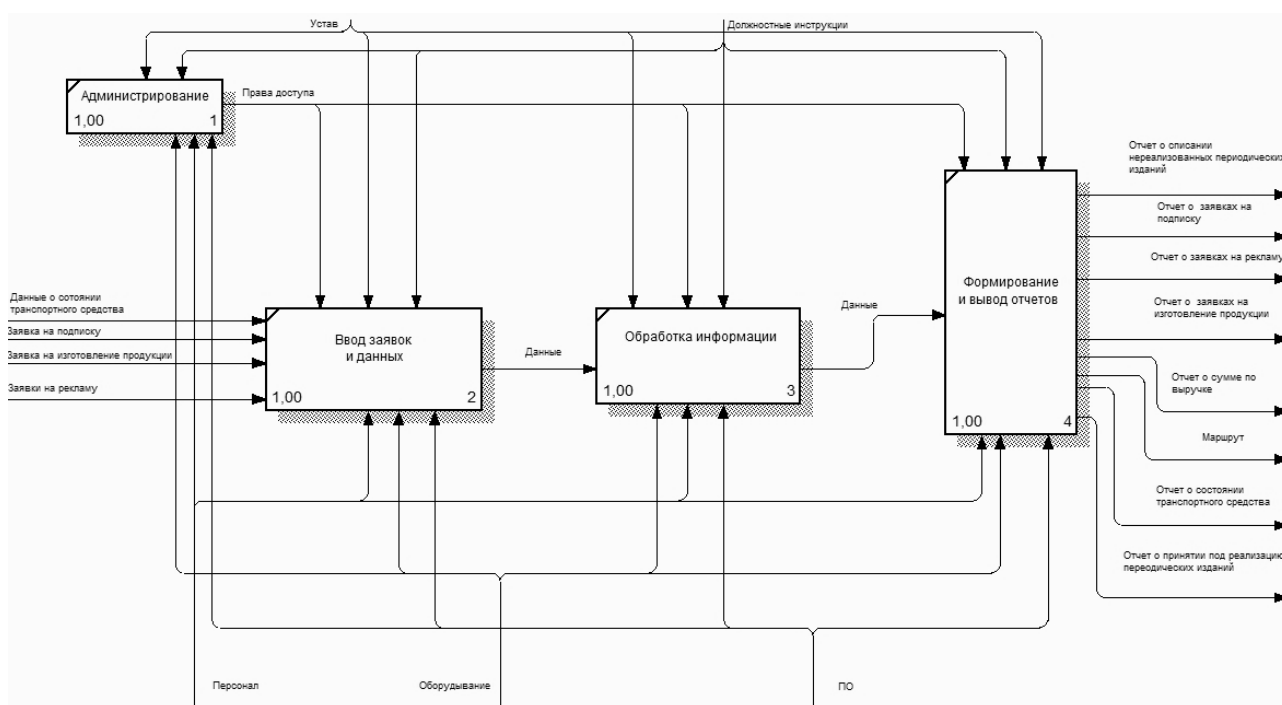 Устав
Должностные инструкции
Администрирование
1,00 1
Права доступа
Отчет о списании
нереализованных периодических
изданий
Отчет о заявках на
подписку
Отчет о заявках на рекламу
Отчет о заявках на
изготовление продукции
Отчет о сумме по
выручке
Маршрут
Отчет о состоянии
транспортного средства
Отчет о принятии под реализацию
переодических изданий
Формирование
и вывод отчетов
1,00 4
Данные о сотоянии
транспортного средства
Заявка на подписку
Заявка на изготовление продукции
Заявки на рекламу
Ввод заявок
и данных
1,00 2
Данные
Обработка информации
1,00 3
Данные
Персонал
Оборудывание
ПО